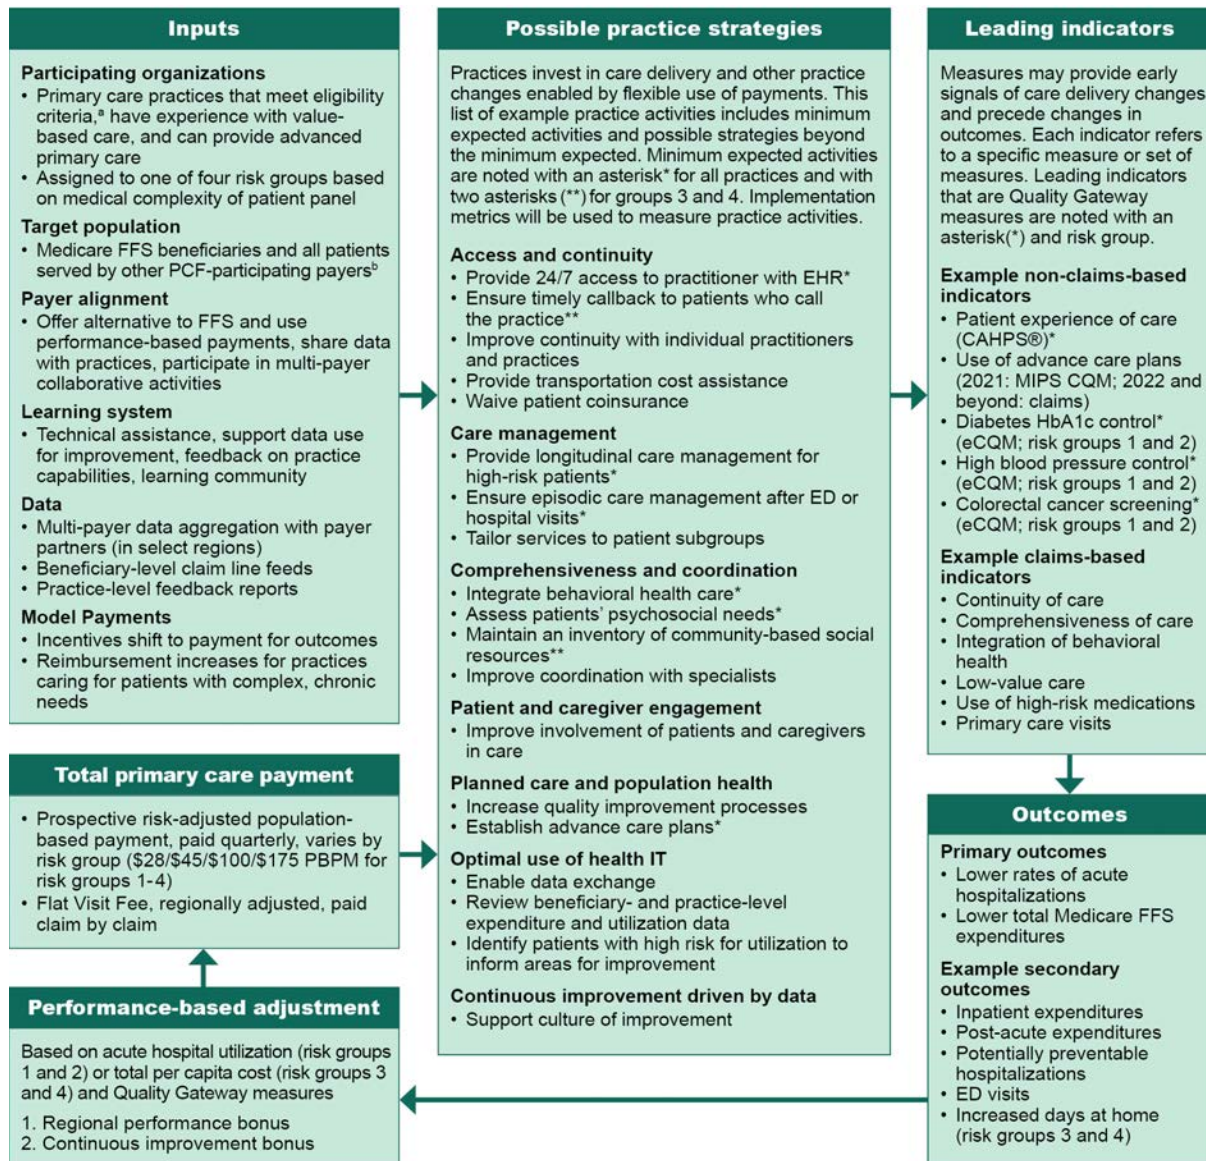 Inputs
Participating organizations
• Primary care practices that meet eligibility
criteria,ᵃ have experience with value-
based care, and can provide advanced
primary care
• Assigned to one of four risk groups based
on medical complexity of patient panel
Target population
• Medicare FFS beneficiaries and all patients
served by other PCF-participating payersᵇ
Payer alignment
• Offer alternative to FFS and use
performance-based payments, share data
with practices, participate in multi-payer
collaborative activities
Learning system
• Technical assistance, support data use
for improvement, feedback on practice
capabilities, learning community
Data
• Multi-payer data aggregation with payer
partners (in select regions)
• Beneficiary-level claim line feeds
• Practice-level feedback reports
Model Payments
• Incentives shift to payment for outcomes
• Reimbursement increases for practices
caring for patients with complex, chronic
needs
Total primary care payment
• Prospective risk-adjusted population-
based payment, paid quarterly, varies by
risk group ($28/$45/$100/$175 PBPM for
risk groups 1-4)
• Flat Visit Fee, regionally adjusted, paid
claim by claim
Performance-based adjustment
Based on acute hospital utilization (risk groups
1 and 2) or total per capita cost (risk groups 3
and 4) and Quality Gateway measures
1. Regional performance bonus
2. Continuous improvement bonus
Possible practice strategies
Practices invest in care delivery and other practice
changes enabled by flexible use of payments. This
list of example practice activities includes minimum
expected activities and possible strategies beyond
the minimum expected. Minimum expected activities
are noted with an asterisk* for all practices and with
two asterisks (**) for groups 3 and 4. Implementation
metrics will be used to measure practice activities.
Access and continuity
• Provide 24/7 access to practitioner with EHR*
• Ensure timely callback to patients who call
the practice**
• Improve continuity with individual practitioners
and practices
• Provide transportation cost assistance
• Waive patient coinsurance
Care management
• Provide longitudinal care management for
high-risk patients*
• Ensure episodic care management after ED or
hospital visits*
• Tailor services to patient subgroups
Comprehensiveness and coordination
• Integrate behavioral health care*
• Assess patients’ psychosocial needs*
• Maintain an inventory of community-based social
resources**
• Improve coordination with specialists
Patient and caregiver engagement
• Improve involvement of patients and caregivers
in care
Planned care and population health
• Increase quality improvement processes
• Establish advance care plans*
Optimal use of health IT
• Enable data exchange
• Review beneficiary- and practice-level
expenditure and utilization data
• Identify patients with high risk for utilization to
inform areas for improvement
Continuous improvement driven by data
• Support culture of improvement
Leading indicators
Measures may provide early
signals of care delivery changes
and precede changes in
outcomes. Each indicator refers
to a specific measure or set of
measures. Leading indicators
that are Quality Gateway
measures are noted with an
asterisk(*) and risk group.
Example non-claims-based
indicators
• Patient experience of care
(CAHPS®)*
• Use of advance care plans
(2021: MIPS CQM; 2022 and
beyond: claims)
• Diabetes HbA1c control*
(eCQM; risk groups 1 and 2)
• High blood pressure control*
(eCQM; risk groups 1 and 2)
• Colorectal cancer screening*
(eCQM; risk groups 1 and 2)
Example claims-based
indicators
• Continuity of care
• Comprehensiveness of care
• Integration of behavioral
health
• Low-value care
• Use of high-risk medications
• Primary care visits
Outcomes
Primary outcomes
• Lower rates of acute
hospitalizations
• Lower total Medicare FFS
expenditures
Example secondary
outcomes
• Inpatient expenditures
• Post-acute expenditures
• Potentially preventable
hospitalizations
• ED visits
• Increased days at home
(risk groups 3 and 4)